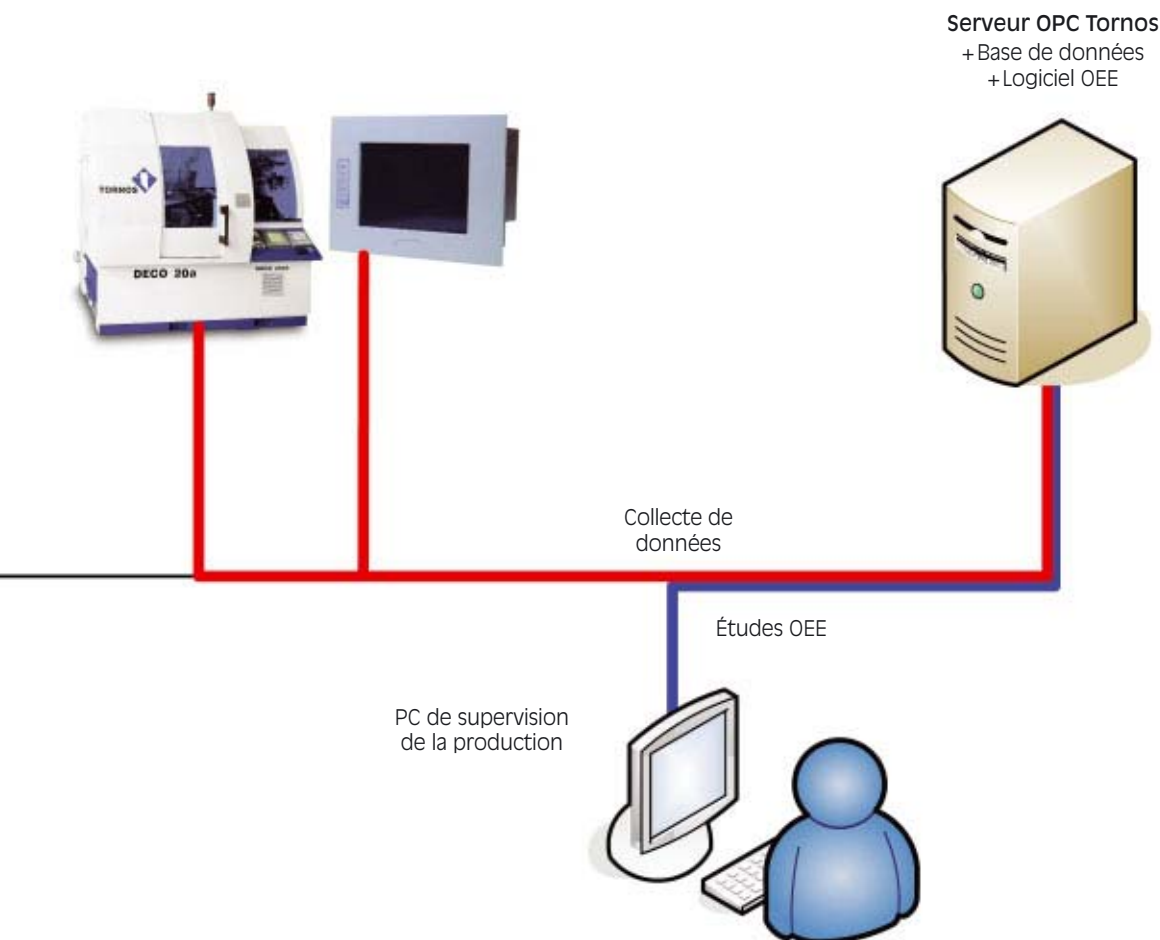 Serveur OPC Tornos
+Base de données
+Logiciel OEE
TORNOS
DECO 20a
Collecte de
données
Études OEE
PC de supervision
de la production